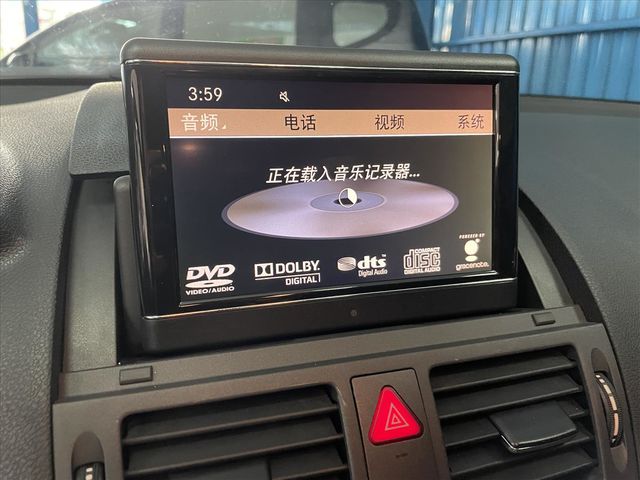 3:59
音频 电话 视频 系统
正在载入音乐记录器...
DVD VIDEO/AUDIO
DOLBY DIGITAL
dts Digital Audio
COMPACT disc DIGITAL AUDIO
POWERED BY gracenote